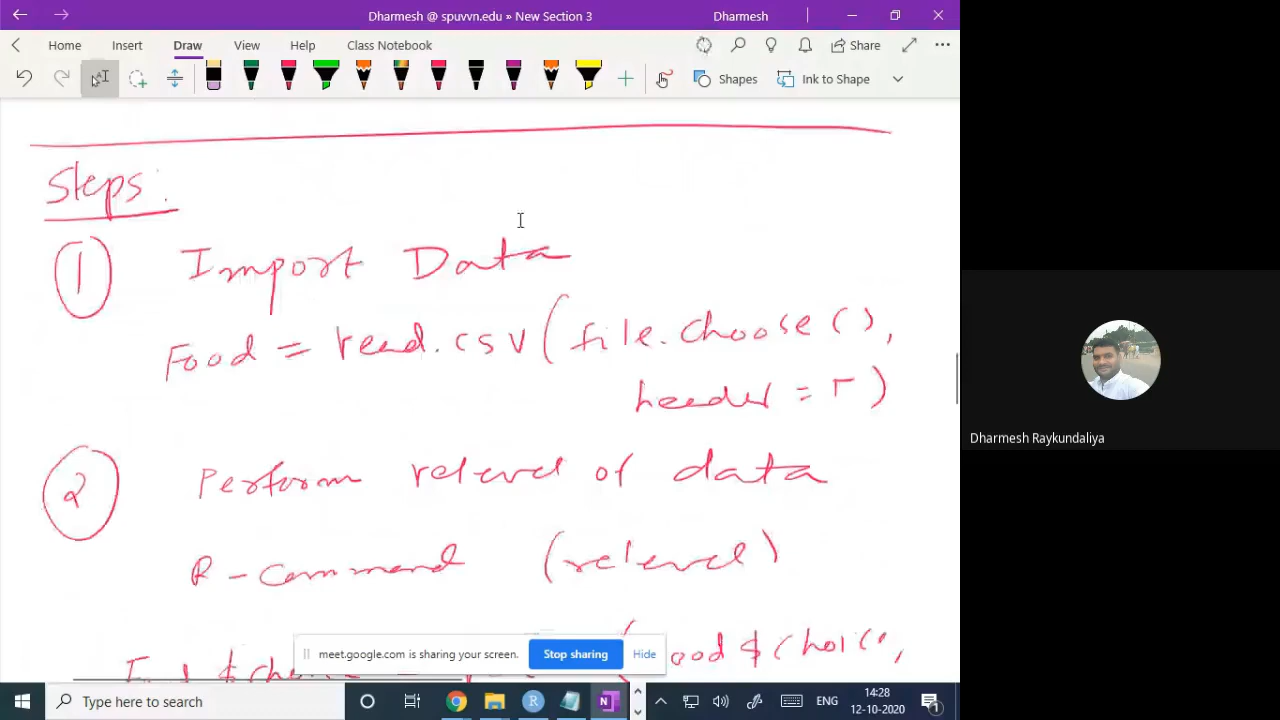 Dharmesh @ spuvvn.edu » New Section 3
Dharmesh
Home Insert Draw View Help Class Notebook
Share
Shapes
Ink to Shape
Steps:
1 Import Data
Food = read.csv (file.choose (),
header = T)
2 Perform relevel of data
R - Command (relevel)
Food $ choice,
Dharmesh Raykundaliya
meet.google.com is sharing your screen.
Stop sharing
Hide
Type here to search
ENG
14:28
12-10-2020